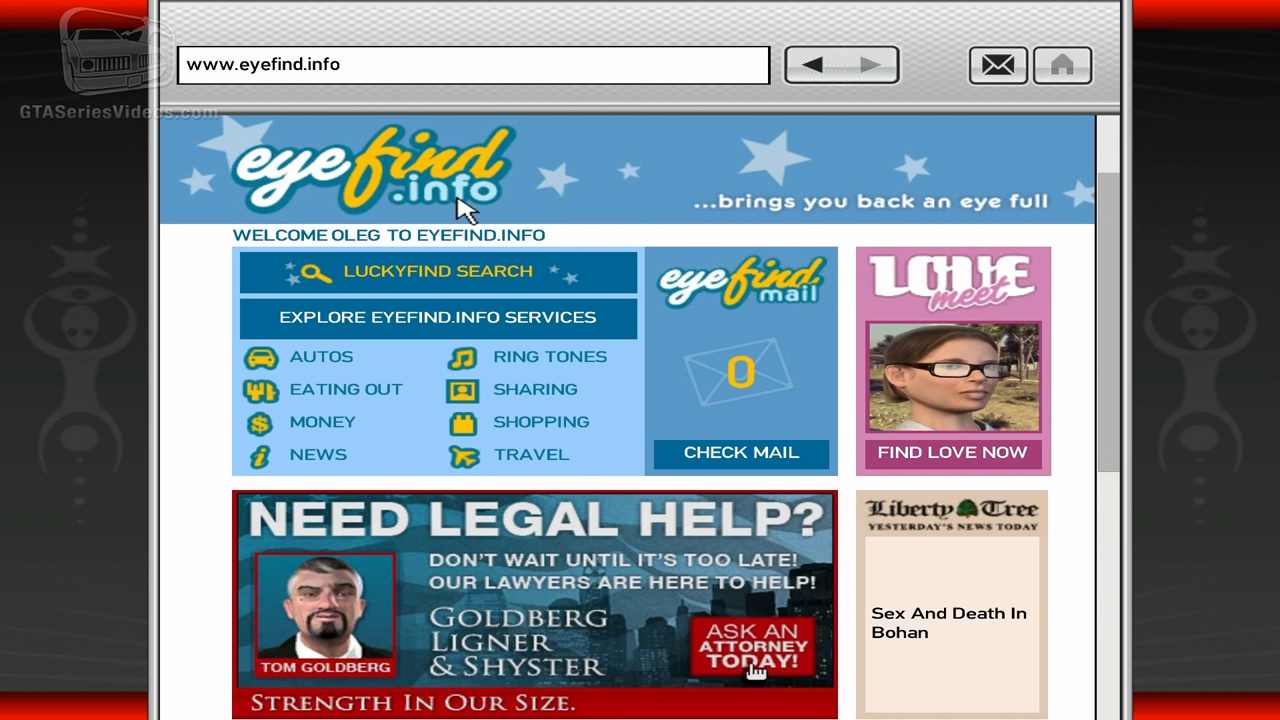 www.eyefind.info
GTASeriesVideos.com
eyefind
.info
...brings you back an eye full
WELCOME OLEG TO EYEFIND.INFO
LUCKYFIND SEARCH
EXPLORE EYEFIND.INFO SERVICES
AUTOS
RING TONES
EATING OUT
SHARING
MONEY
SHOPPING
NEWS
TRAVEL
eyefind
mail
0
CHECK MAIL
LOVE
meet
FIND LOVE NOW
NEED LEGAL HELP?
DON'T WAIT UNTIL IT'S TOO LATE!
OUR LAWYERS ARE HERE TO HELP!
GOLDBERG
LIGNER
& SHYSTER
TOM GOLDBERG
ASK AN
ATTORNEY
TODAY!
STRENGTH IN OUR SIZE.
Liberty Tree
YESTERDAY'S NEWS TODAY
Sex And Death In
Bohan